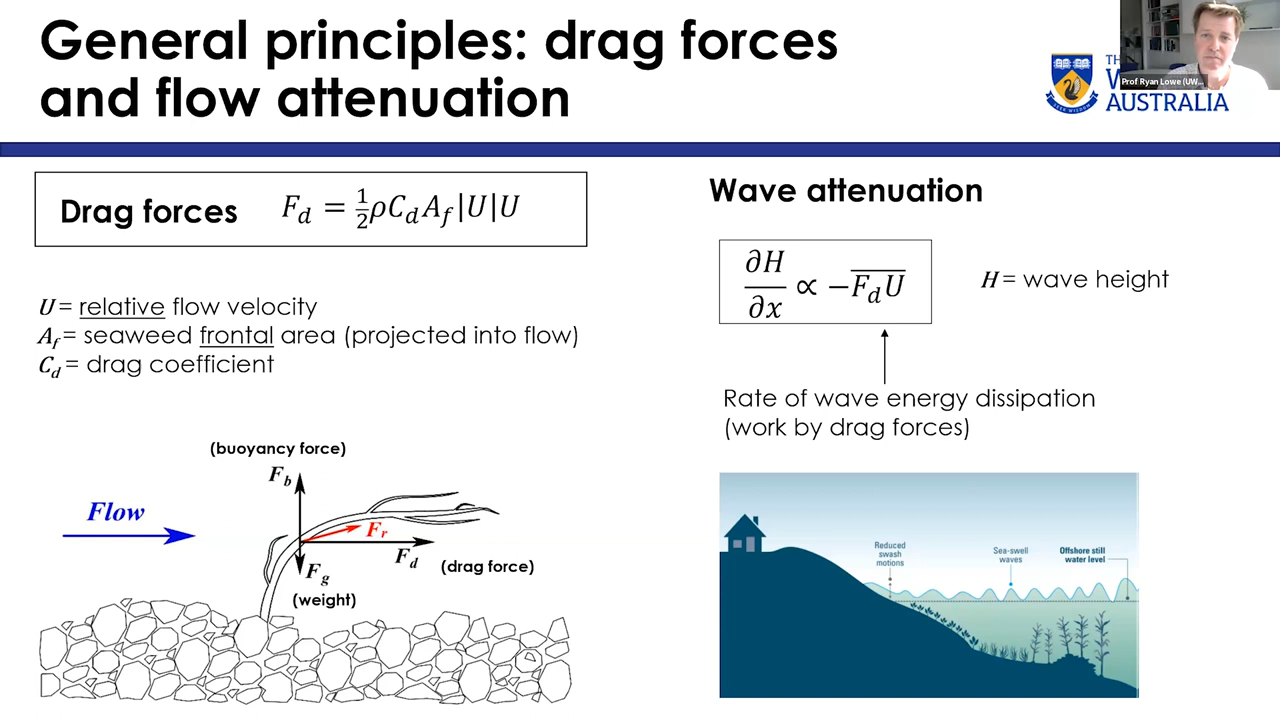 General principles: drag forces
and flow attenuation
Prof Ryan Lowe (UW...
AUSTRALIA
Drag forces F_d = ½ρC_d A_f|U|U
U = relative flow velocity
A_f = seaweed frontal area (projected into flow)
C_d = drag coefficient
(buoyancy force)
F_b
Flow
F_r
F_d
(drag force)
F_g
(weight)
Wave attenuation
∂H/∂x ∝ −\overline{F_d U}
H = wave height
Rate of wave energy dissipation
(work by drag forces)
Reduced
swash
motions
Sea-swell
waves
Offshore still
water level